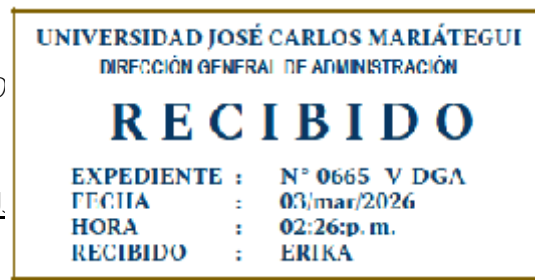 UNIVERSIDAD JOSÉ CARLOS MARIÁTEGUI
DIRECCIÓN GENERAL DE ADMINISTRACIÓN
RECIBIDO
EXPEDIENTE : N° 0665 V DGA
FECHA : 03/mar/2026
HORA : 02:26:p. m.
RECIBIDO : ERIKA